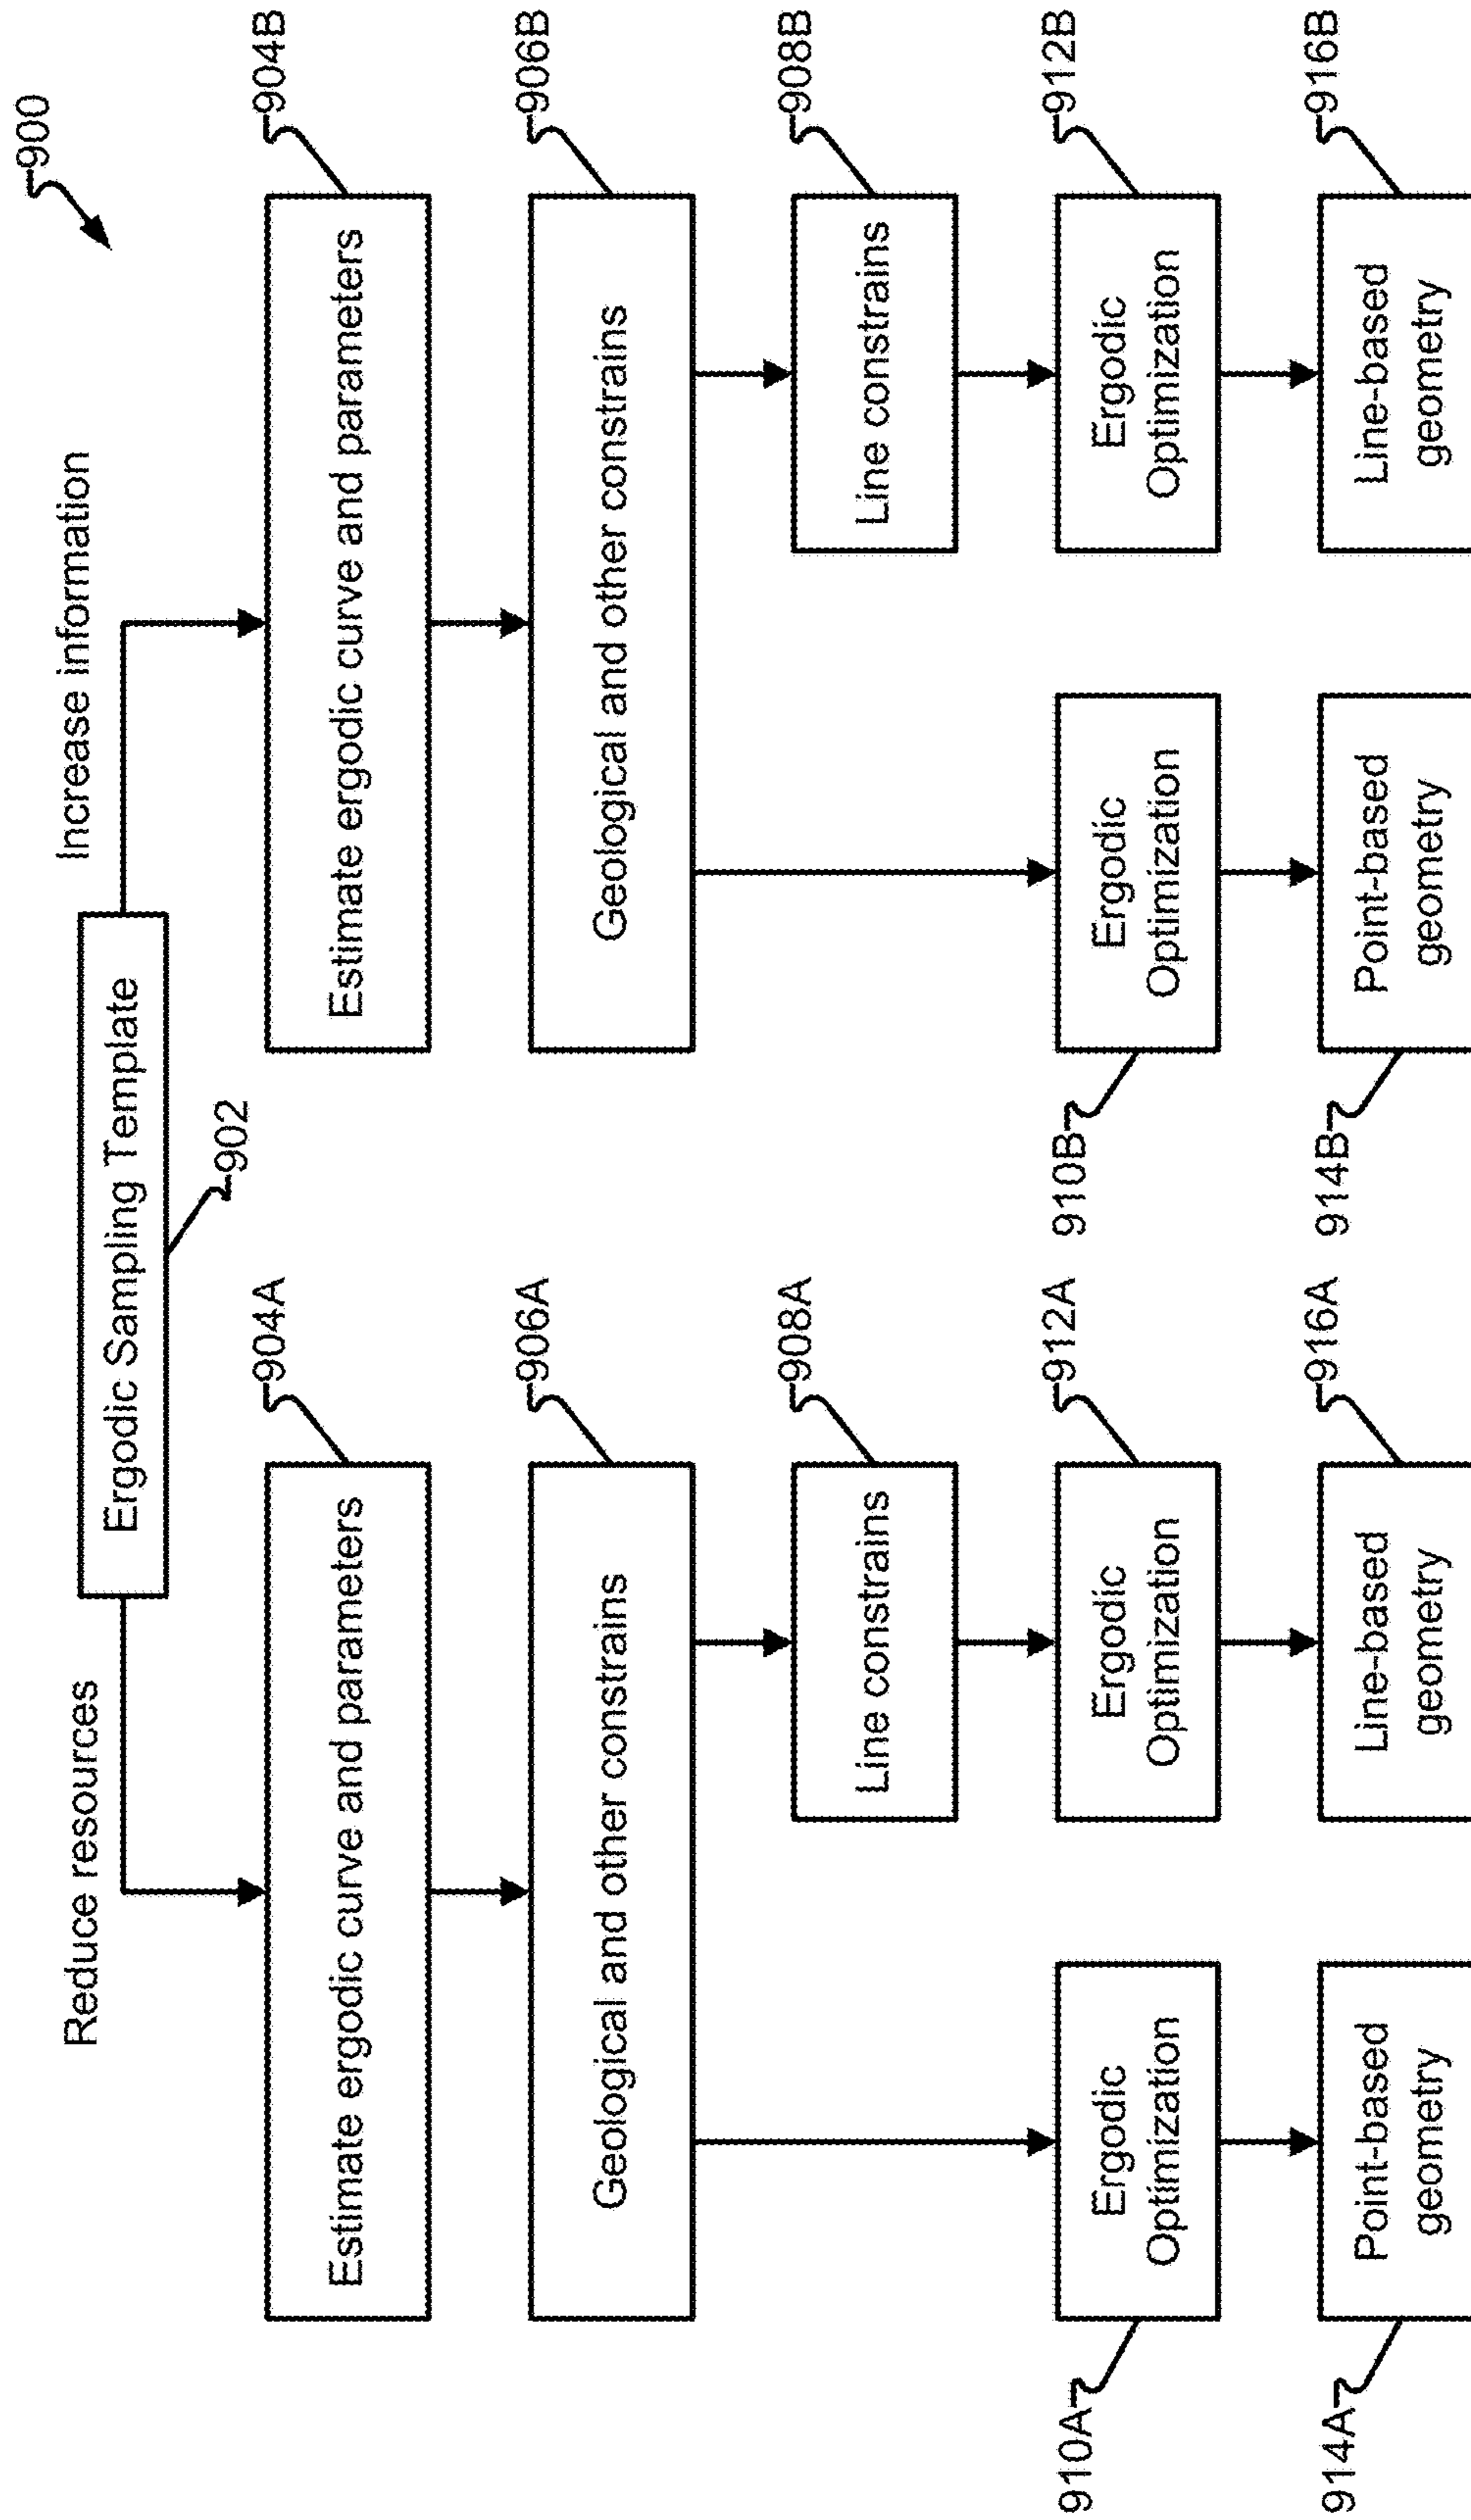 900
Reduce resources
Increase information
Ergodic Sampling Template
902
904A
904B
Estimate ergodic curve and parameters
Estimate ergodic curve and parameters
906A
906B
Geological and other constrains
Geological and other constrains
908A
908B
Line constrains
Line constrains
910A
912A
910B
912B
Ergodic
Optimization
Ergodic
Optimization
Ergodic
Optimization
Ergodic
Optimization
914A
916A
914B
916B
Point-based
geometry
Line-based
geometry
Point-based
geometry
Line-based
geometry